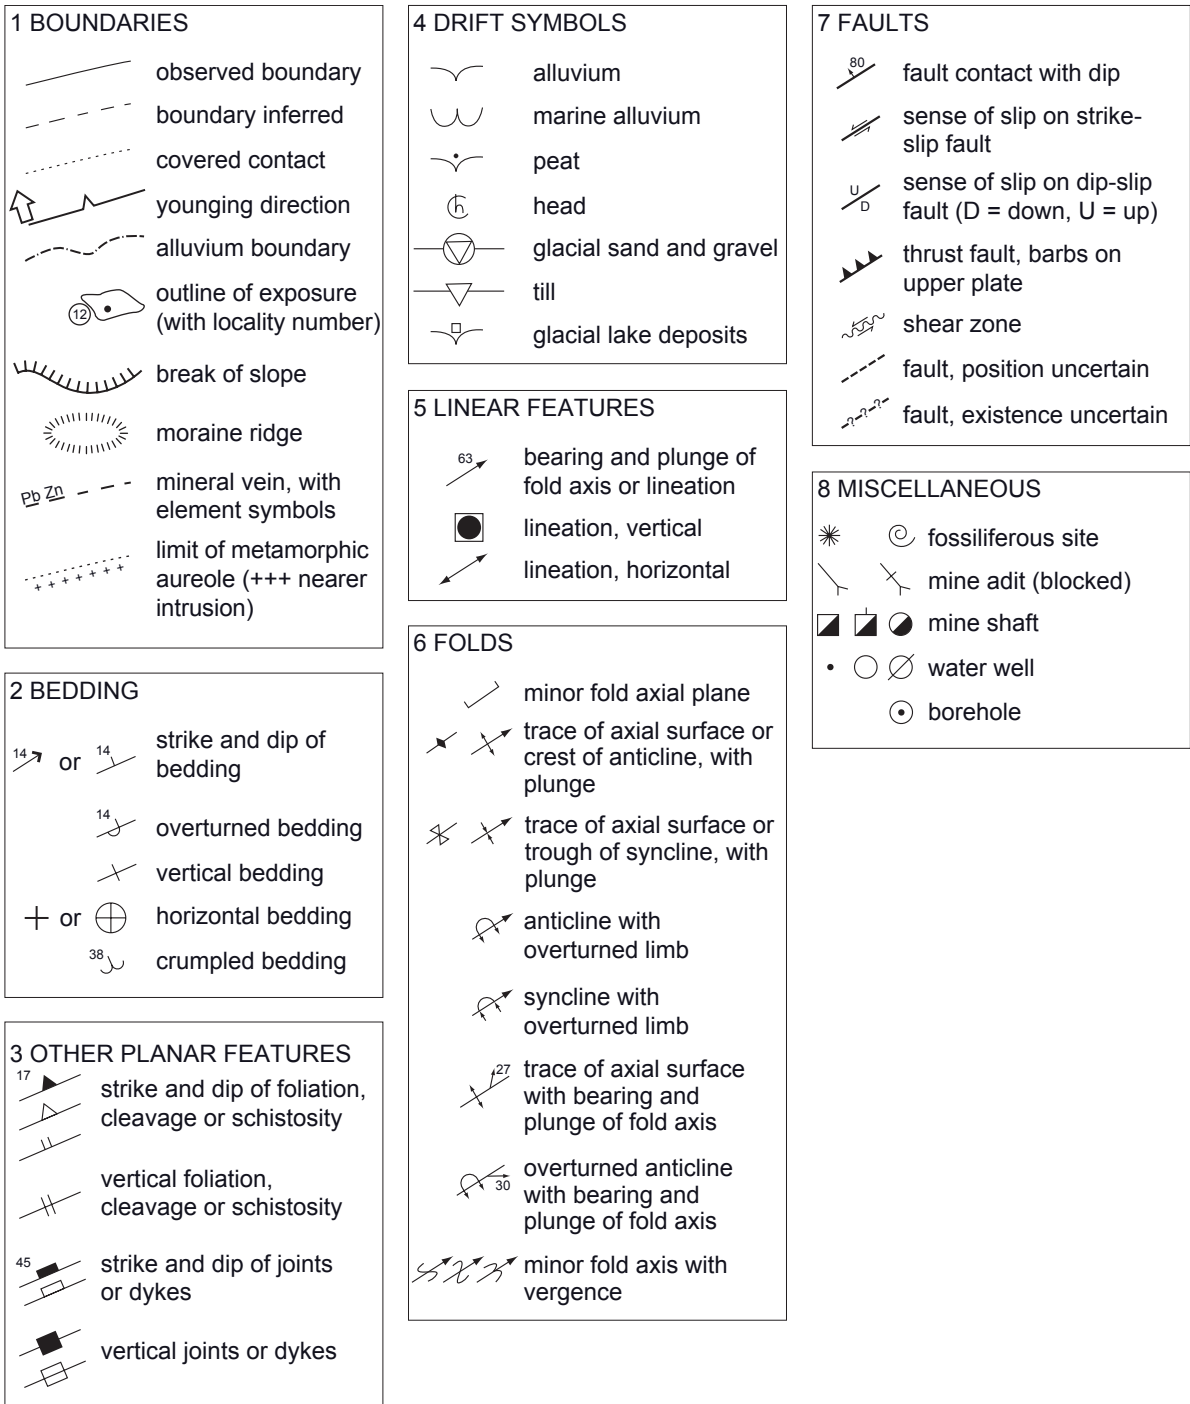 1 BOUNDARIES
observed boundary
boundary inferred
covered contact
younging direction
alluvium boundary
12
outline of exposure
(with locality number)
break of slope
moraine ridge
Pb Zn
mineral vein, with
element symbols
limit of metamorphic
aureole (+++ nearer
intrusion)
2 BEDDING
14 or 14
strike and dip of
bedding
14
overturned bedding
vertical bedding
or
horizontal bedding
38
crumpled bedding
3 OTHER PLANAR FEATURES
17
strike and dip of foliation,
cleavage or schistosity
vertical foliation,
cleavage or schistosity
45
strike and dip of joints
or dykes
vertical joints or dykes
4 DRIFT SYMBOLS
alluvium
marine alluvium
peat
h
head
glacial sand and gravel
till
glacial lake deposits
5 LINEAR FEATURES
63
bearing and plunge of
fold axis or lineation
lineation, vertical
lineation, horizontal
6 FOLDS
minor fold axial plane
trace of axial surface or
crest of anticline, with
plunge
trace of axial surface or
trough of syncline, with
plunge
anticline with
overturned limb
syncline with
overturned limb
27
trace of axial surface
with bearing and
plunge of fold axis
30
overturned anticline
with bearing and
plunge of fold axis
minor fold axis with
vergence
7 FAULTS
80
fault contact with dip
sense of slip on strike-
slip fault
U
D
sense of slip on dip-slip
fault (D = down, U = up)
thrust fault, barbs on
upper plate
shear zone
fault, position uncertain
? ? ?
fault, existence uncertain
8 MISCELLANEOUS
fossiliferous site
mine adit (blocked)
mine shaft
water well
borehole